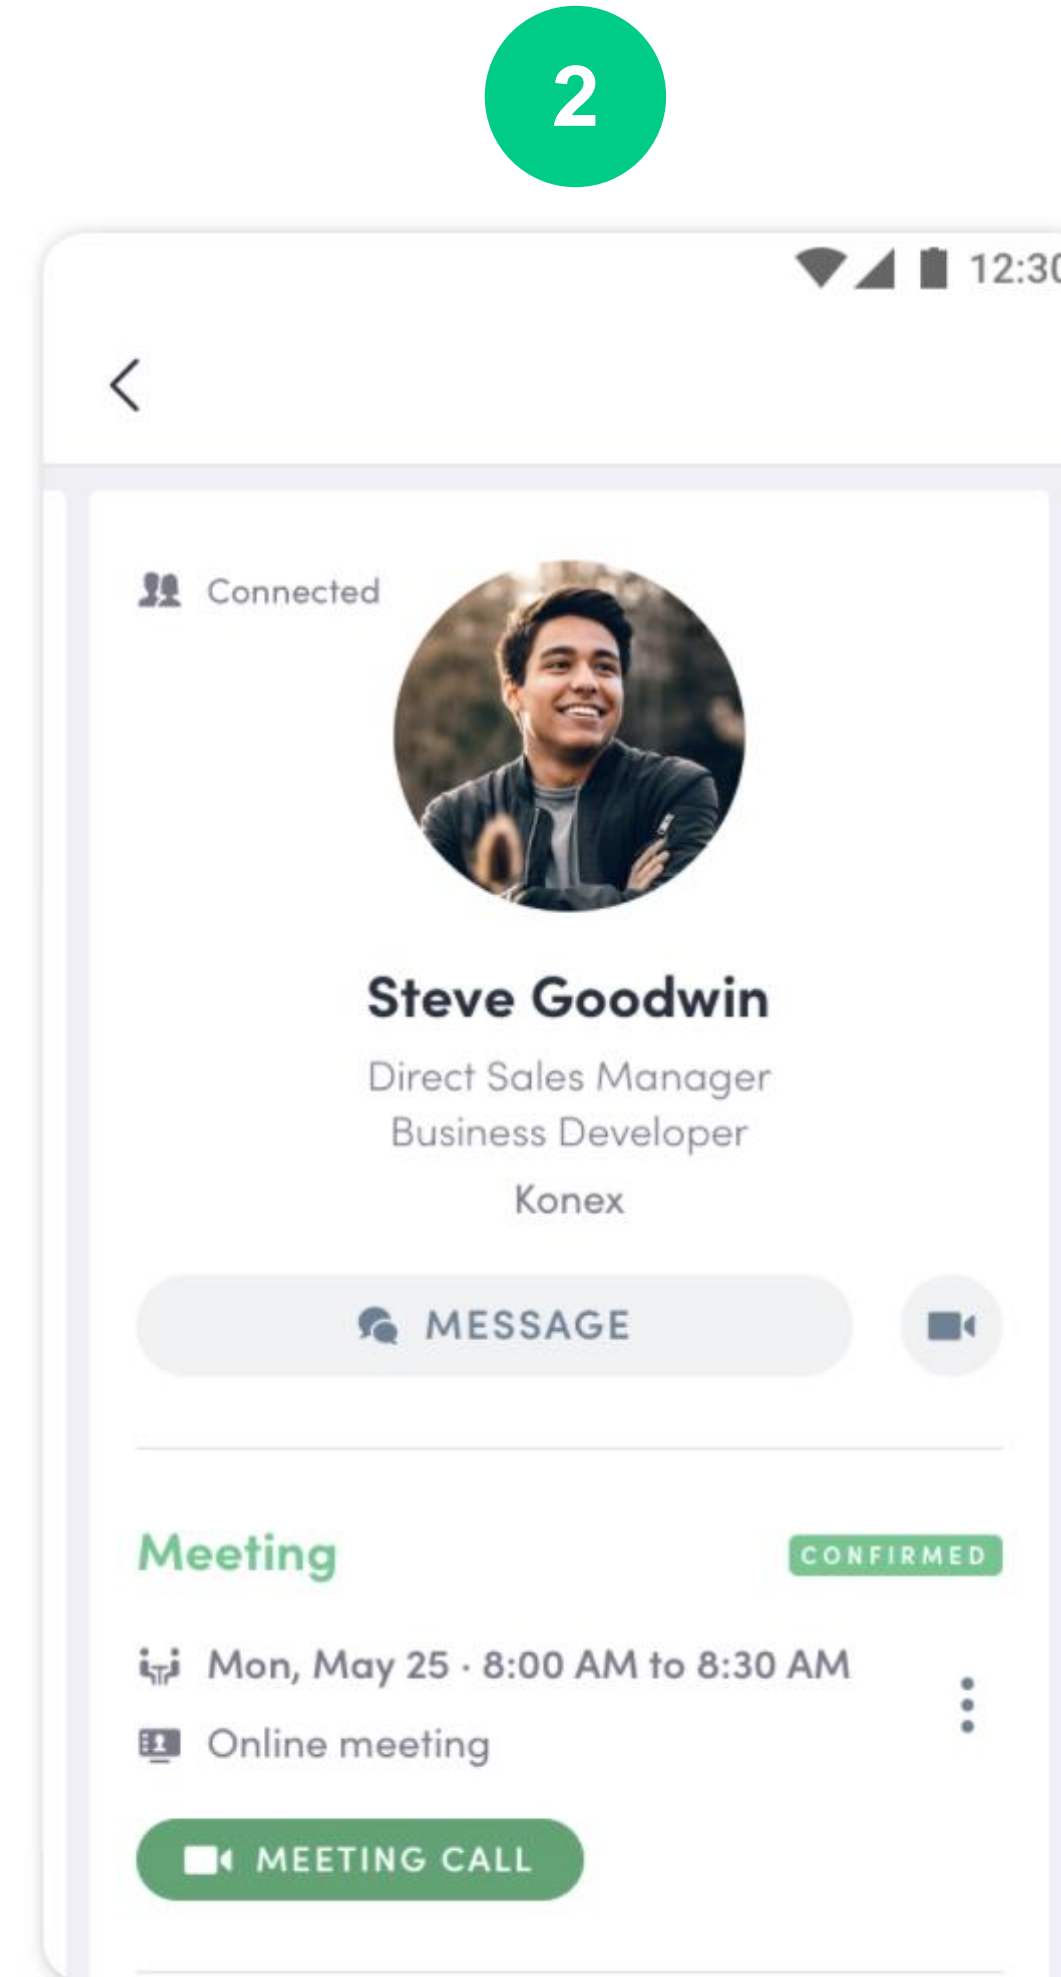 2
12:30
Connected
Steve Goodwin
Direct Sales Manager
Business Developer
Konex
MESSAGE
Meeting
CONFIRMED
Mon, May 25 · 8:00 AM to 8:30 AM
Online meeting
MEETING CALL